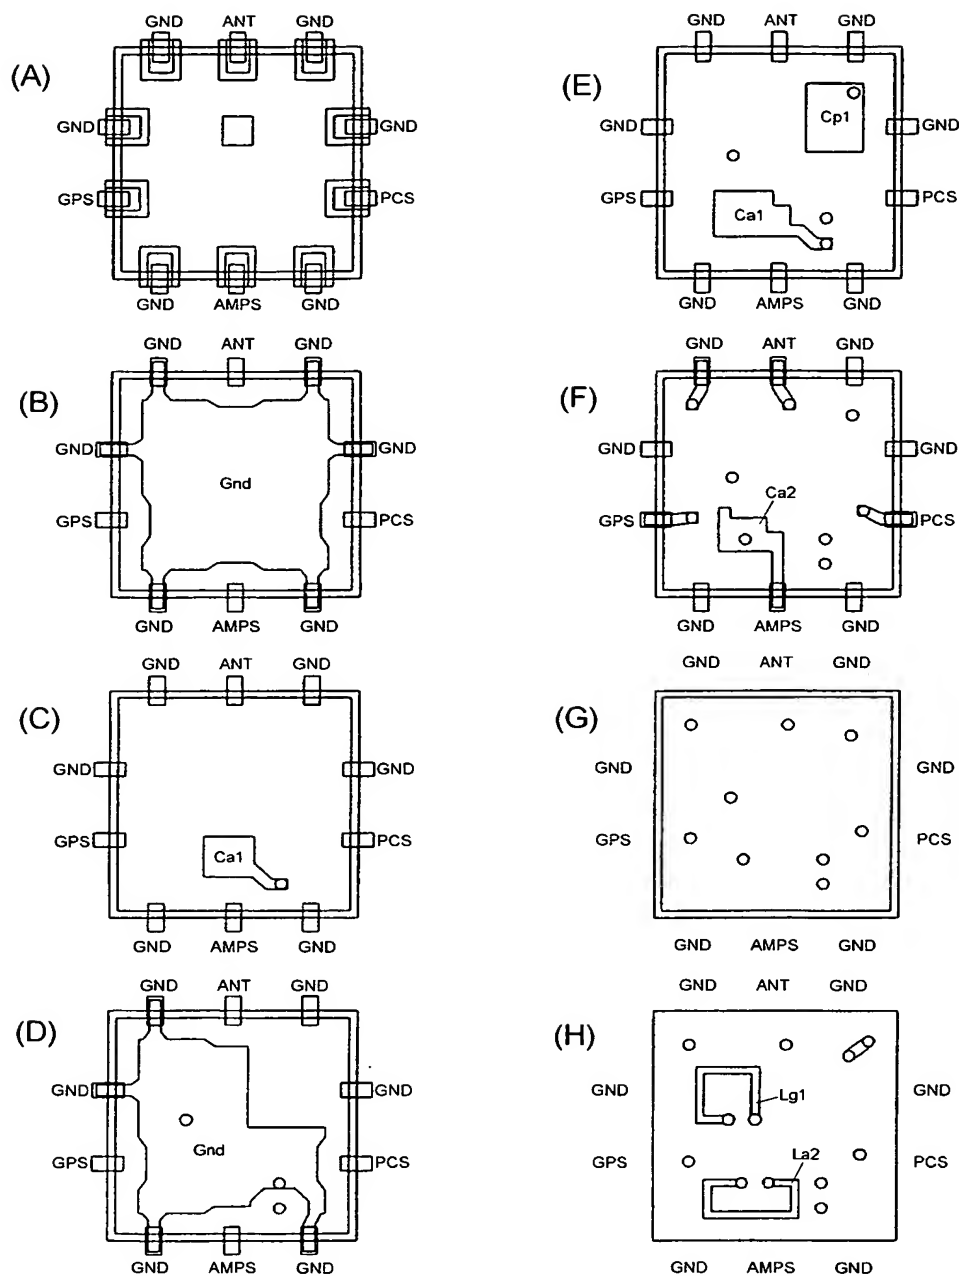 (A)
GND ANT GND
GND GND
GPS PCS
GND AMPS GND
(B)
GND ANT GND
GND GND
Gnd
GPS PCS
GND AMPS GND
(C)
GND ANT GND
GND GND
GPS PCS
Ca1
GND AMPS GND
(D)
GND ANT GND
GND GND
Gnd
GPS PCS
GND AMPS GND
(E)
GND ANT GND
Cp1
GND GND
GPS PCS
Ca1
GND AMPS GND
(F)
GND ANT GND
GND GND
Ca2
GPS PCS
GND AMPS GND
(G)
GND ANT GND
GND GND
GPS PCS
GND AMPS GND
(H)
GND ANT GND
GND GND
Lg1
La2
GPS PCS
GND AMPS GND